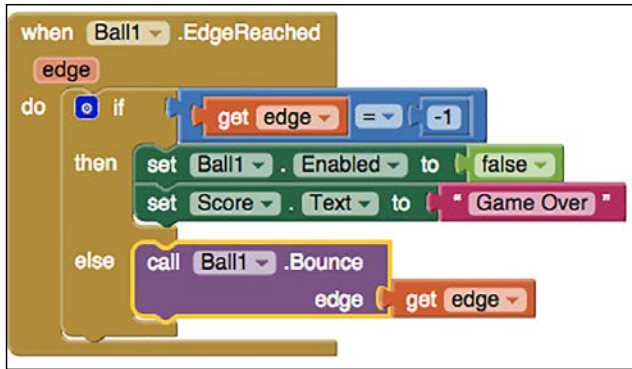 when Ball1 .EdgeReached
edge
do if get edge = -1
then set Ball1 . Enabled to false
set Score . Text to " Game Over "
else call Ball1 .Bounce
edge get edge